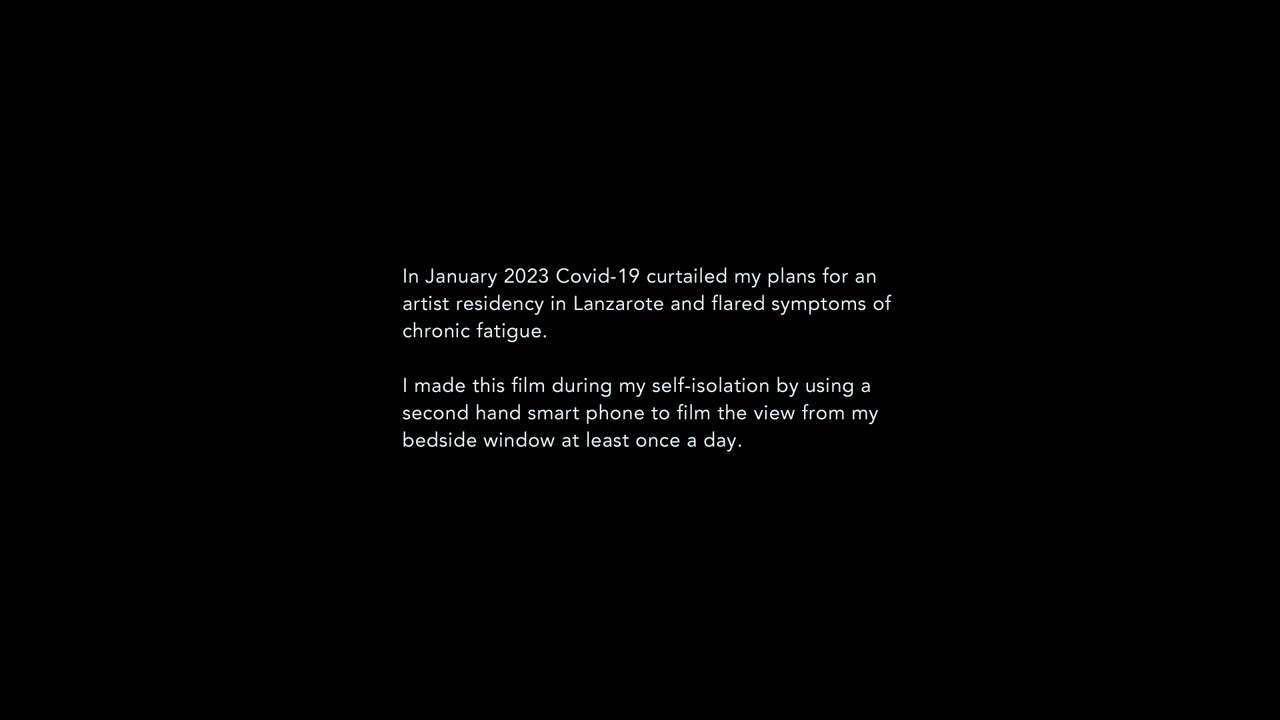 In January 2023 Covid-19 curtailed my plans for an
artist residency in Lanzarote and flared symptoms of
chronic fatigue.
I made this film during my self-isolation by using a
second hand smart phone to film the view from my
bedside window at least once a day.